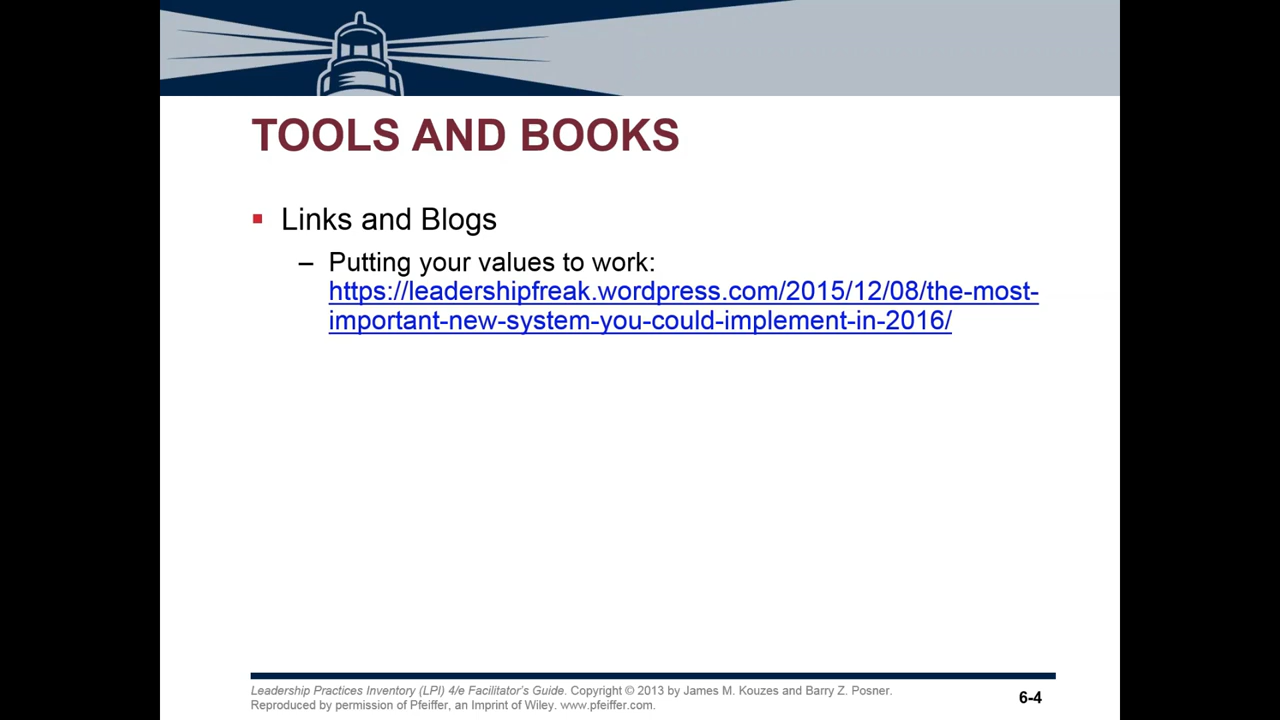 TOOLS AND BOOKS
▪ Links and Blogs
– Putting your values to work:
https://leadershipfreak.wordpress.com/2015/12/08/the-most-
important-new-system-you-could-implement-in-2016/
Leadership Practices Inventory (LPI) 4/e Facilitator's Guide. Copyright © 2013 by James M. Kouzes and Barry Z. Posner.
Reproduced by permission of Pfeiffer, an Imprint of Wiley. www.pfeiffer.com.
6-4